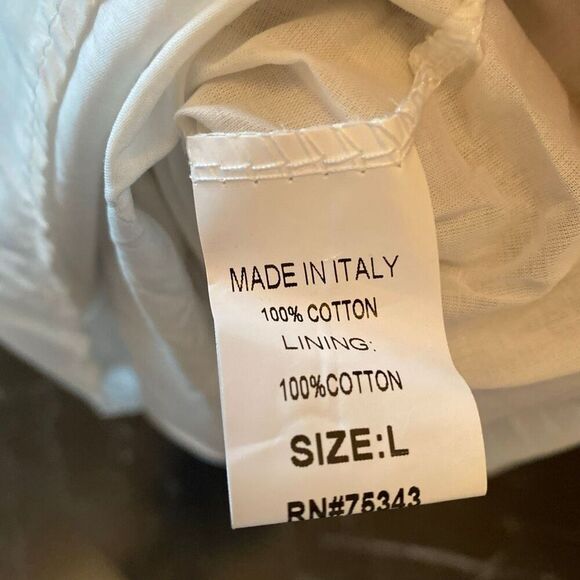 MADE IN ITALY
100% COTTON
LINING:
100%COTTON
SIZE:L
RN#75343